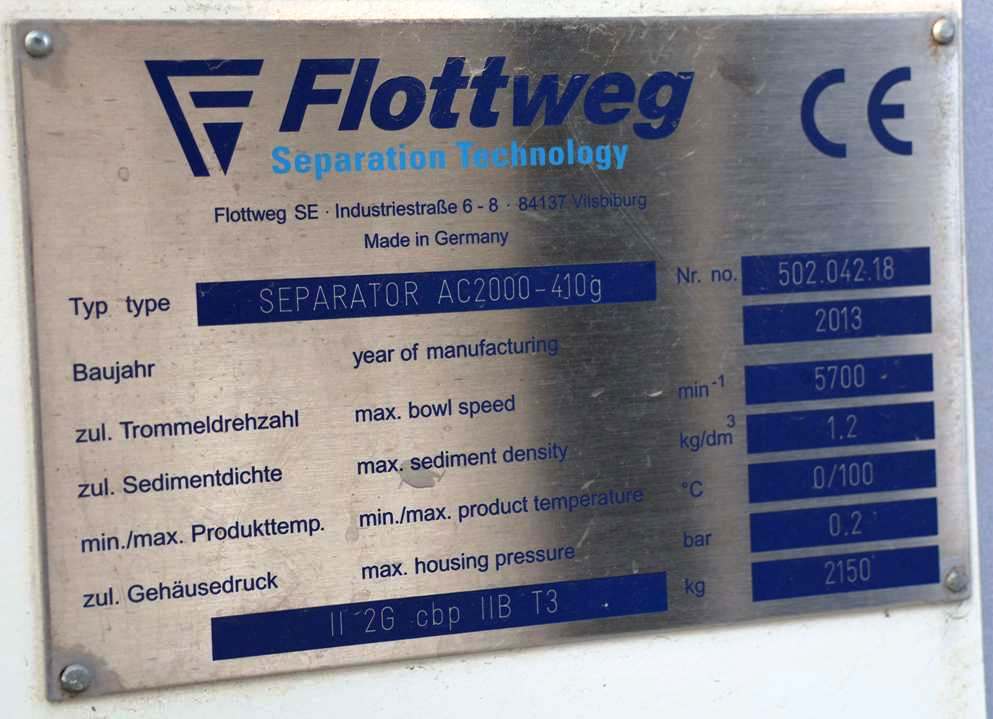 Flottweg
Separation Technology
CE
Flottweg SE · Industriestraße 6 - 8 · 84137 Vilsbiburg
Made in Germany
Typ type SEPARATOR AC2000-410g Nr. no. 502.042.18
Baujahr year of manufacturing 2013
zul. Trommeldrehzahl max. bowl speed min⁻¹ 5700
zul. Sedimentdichte max. sediment density kg/dm³ 1.2
min./max. Produkttemp. min./max. product temperature °C 0/100
zul. Gehäusedruck max. housing pressure bar 0.2
II 2G cbp IIB T3 kg 2150